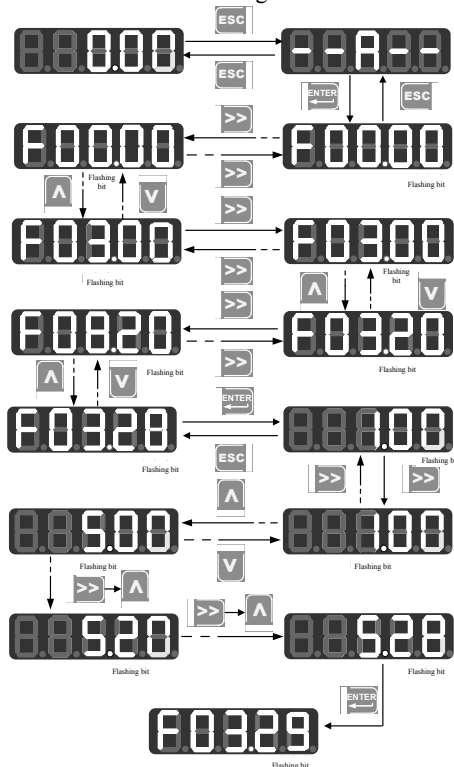 ESC
0.00 --A--
ESC
ENTER ESC
>>
F00.00 F00.00
Flashing bit Flashing bit
>>
∧ ∨
>>
F03.00 F03.00
Flashing bit Flashing bit
>>
∧ ∨
>>
F03.20 F03.20
Flashing bit Flashing bit
>>
∧ ∨
ENTER
F03.28 1.00
Flashing bit Flashing b
ESC
>> >>
∧
5.00 1.00
Flashing bit Flashing bit
∨
>> ∧ >> ∧
5.20 5.28
Flashing bit Flashing bit
ENTER
F03.29
Flashing bit